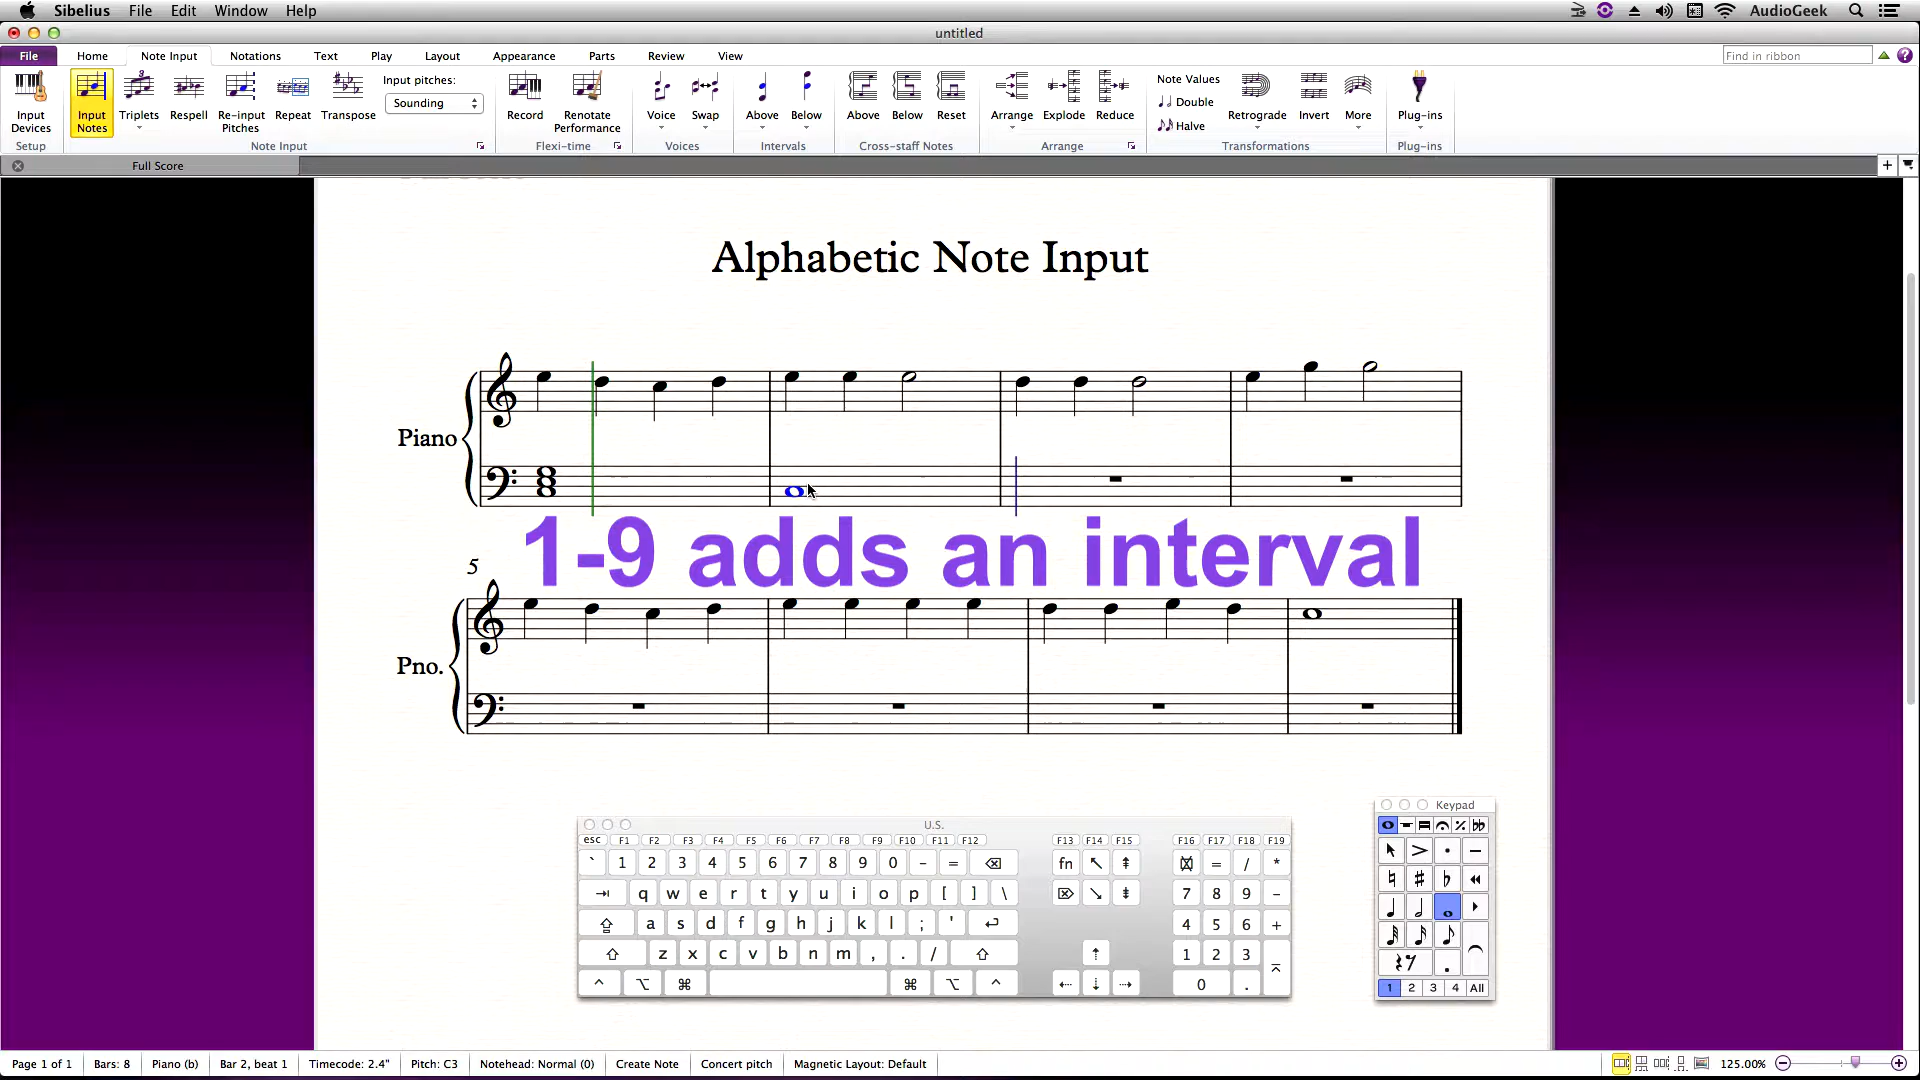 Sibelius File Edit Window Help AudioGeek
untitled
File Home Note Input Notations Text Play Layout Appearance Parts Review View Find in ribbon
Input Devices
Input Notes
Triplets
Respell
Re-input Pitches
Repeat
Transpose
Input pitches:
Sounding
Record
Renotate Performance
Voice
Swap
Above
Below
Above
Below
Reset
Arrange
Explode
Reduce
Note Values
Double
Halve
Retrograde
Invert
More
Plug-ins
Setup Note Input Flexi-time Voices Intervals Cross-staff Notes Arrange Transformations Plug-ins
Full Score
Alphabetic Note Input
Piano
1-9 adds an interval
5
Pno.
U.S.
esc F1 F2 F3 F4 F5 F6 F7 F8 F9 F10 F11 F12 F13 F14 F15 F16 F17 F18 F19
` 1 2 3 4 5 6 7 8 9 0 - = fn = / *
q w e r t y u i o p [ ] \ 7 8 9 -
a s d f g h j k l ; ' 4 5 6 +
z x c v b n m , . / 1 2 3
0 .
Keypad
1 2 3 4 All
Page 1 of 1 Bars: 8 Piano (b) Bar 2, beat 1 Timecode: 2.4" Pitch: C3 Notehead: Normal (0) Create Note Concert pitch Magnetic Layout: Default 125.00%